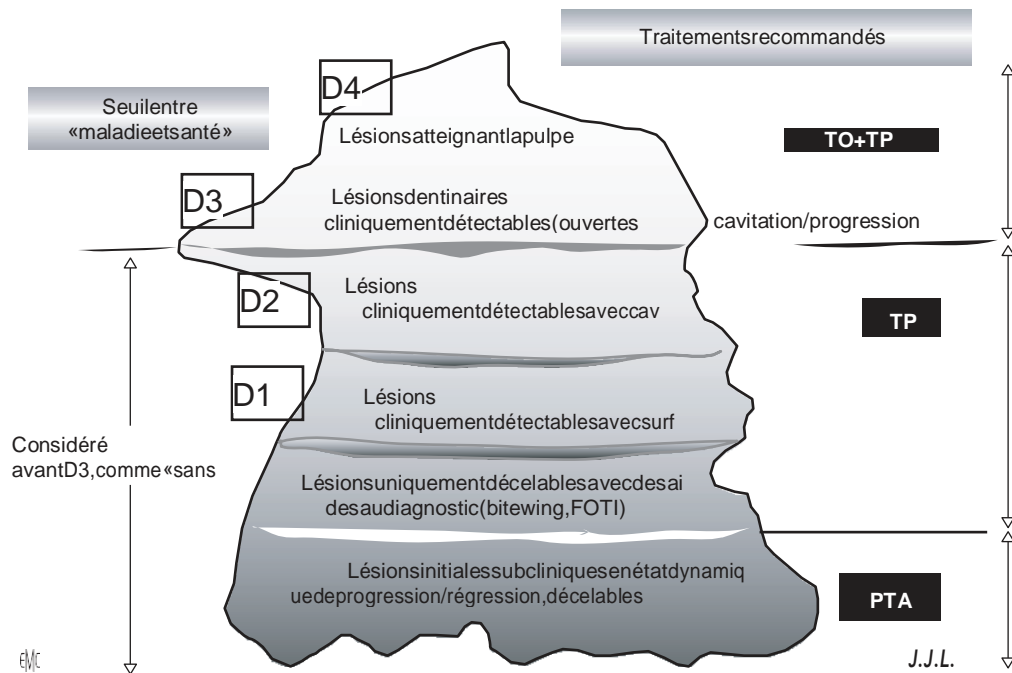 Traitementsrecommandés
Seuilentre
«maladieetsanté»
D4
Lésionsatteignantlapulpe
TO+TP
D3
Lésionsdentinaires
cliniquementdétectables(ouvertes
cavitation/progression
D2
Lésions
cliniquementdétectablesaveccav
TP
D1
Lésions
cliniquementdétectablesavecsurf
Considéré
avantD3,comme«sans
Lésionsuniquementdécelablesavecdesai
desaudiagnostic(bitewing,FOTI)
Lésionsinitialessubcliniquesenétatdynamiq
uedeprogression/régression,décelables
PTA
EMC
J.J.L.